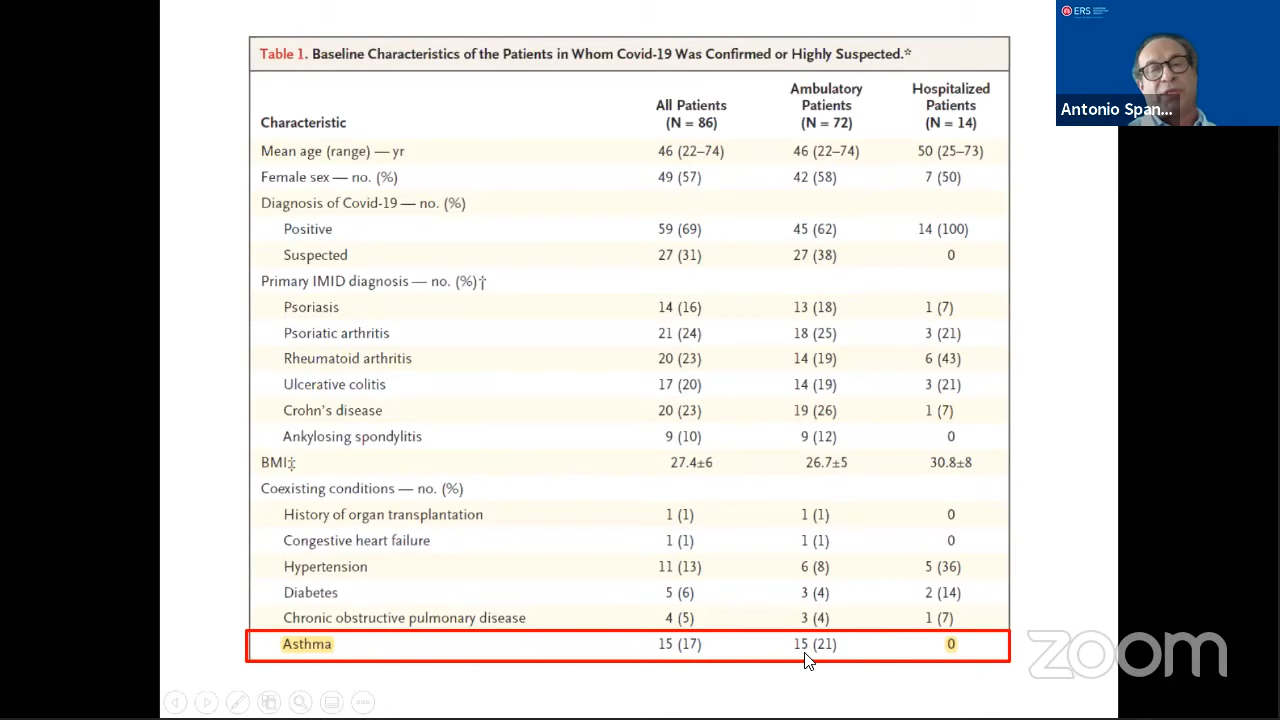 Table 1. Baseline Characteristics of the Patients in Whom Covid-19 Was Confirmed or Highly Suspected.*
Characteristic All Patients (N = 86) Ambulatory Patients (N = 72) Hospitalized Patients (N = 14)
Mean age (range) — yr 46 (22–74) 46 (22–74) 50 (25–73)
Female sex — no. (%) 49 (57) 42 (58) 7 (50)
Diagnosis of Covid-19 — no. (%)
Positive 59 (69) 45 (62) 14 (100)
Suspected 27 (31) 27 (38) 0
Primary IMID diagnosis — no. (%)†
Psoriasis 14 (16) 13 (18) 1 (7)
Psoriatic arthritis 21 (24) 18 (25) 3 (21)
Rheumatoid arthritis 20 (23) 14 (19) 6 (43)
Ulcerative colitis 17 (20) 14 (19) 3 (21)
Crohn's disease 20 (23) 19 (26) 1 (7)
Ankylosing spondylitis 9 (10) 9 (12) 0
BMI‡ 27.4±6 26.7±5 30.8±8
Coexisting conditions — no. (%)
History of organ transplantation 1 (1) 1 (1) 0
Congestive heart failure 1 (1) 1 (1) 0
Hypertension 11 (13) 6 (8) 5 (36)
Diabetes 5 (6) 3 (4) 2 (14)
Chronic obstructive pulmonary disease 4 (5) 3 (4) 1 (7)
Asthma 15 (17) 15 (21) 0
ERS
Antonio Span...
zoom